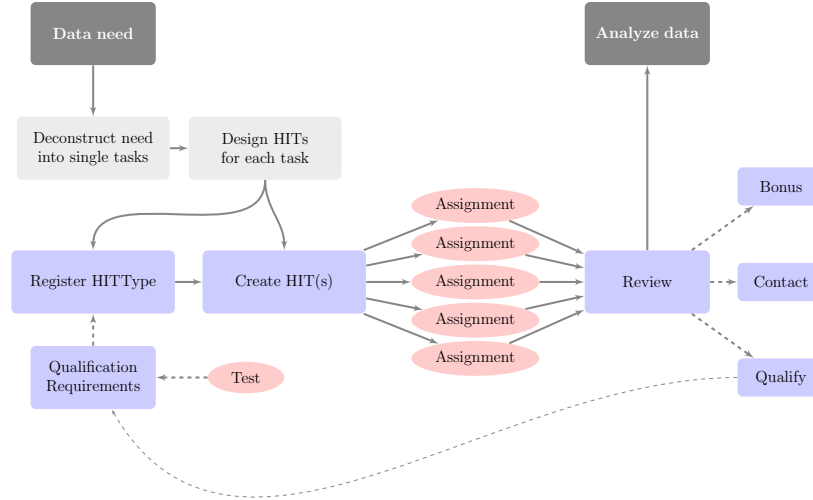 Data need
Analyze data
Deconstruct need
into single tasks
Design HITs
for each task
Bonus
Assignment
Assignment
Register HITType
Create HIT(s)
Assignment
Review
Contact
Assignment
Assignment
Qualification
Requirements
Test
Qualify